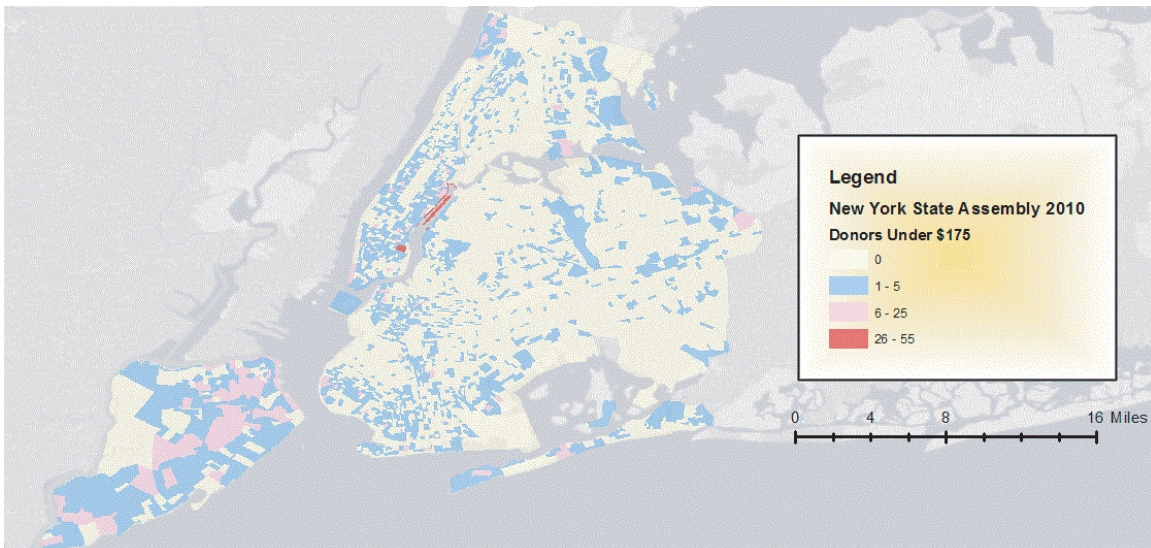 Legend
New York State Assembly 2010
Donors Under $175
0
1 - 5
6 - 25
26 - 55
0 4 8 16 Miles